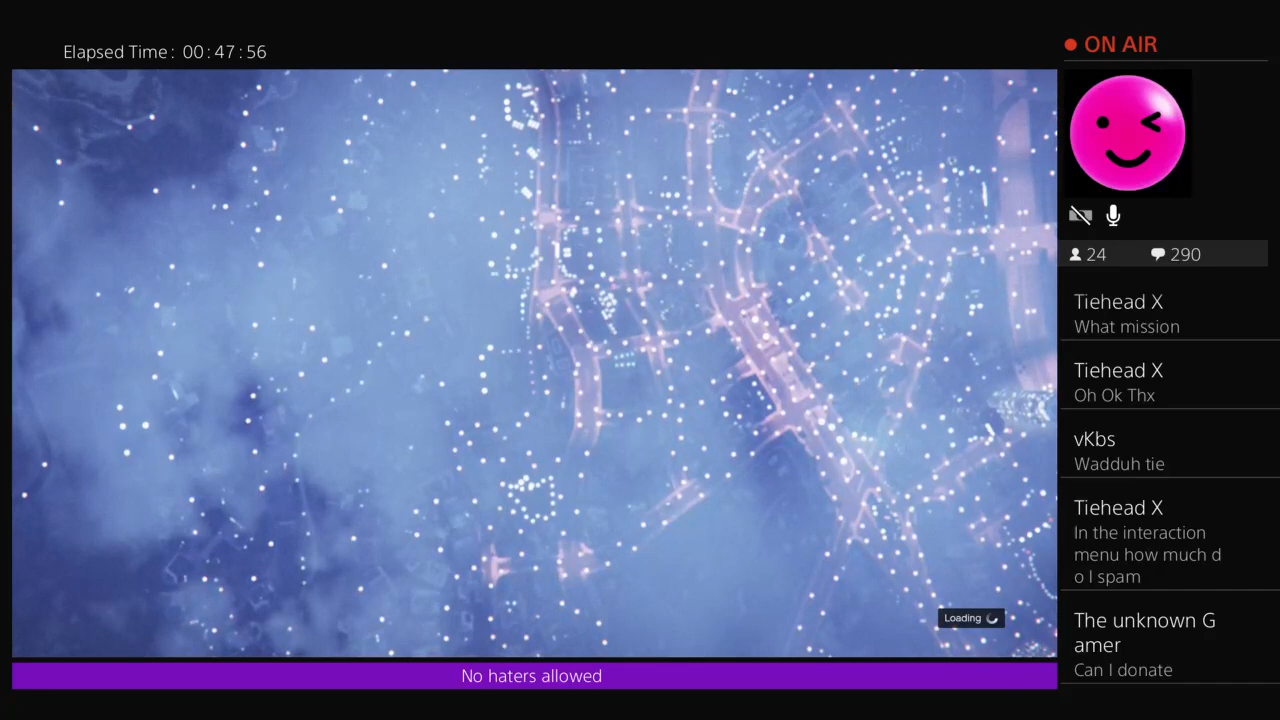 Elapsed Time: 00:47:56
ON AIR
24 290
Tiehead X
What mission
Tiehead X
Oh Ok Thx
vKbs
Wadduh tie
Tiehead X
In the interaction
menu how much d
o I spam
The unknown G
amer
Can I donate
Loading
No haters allowed